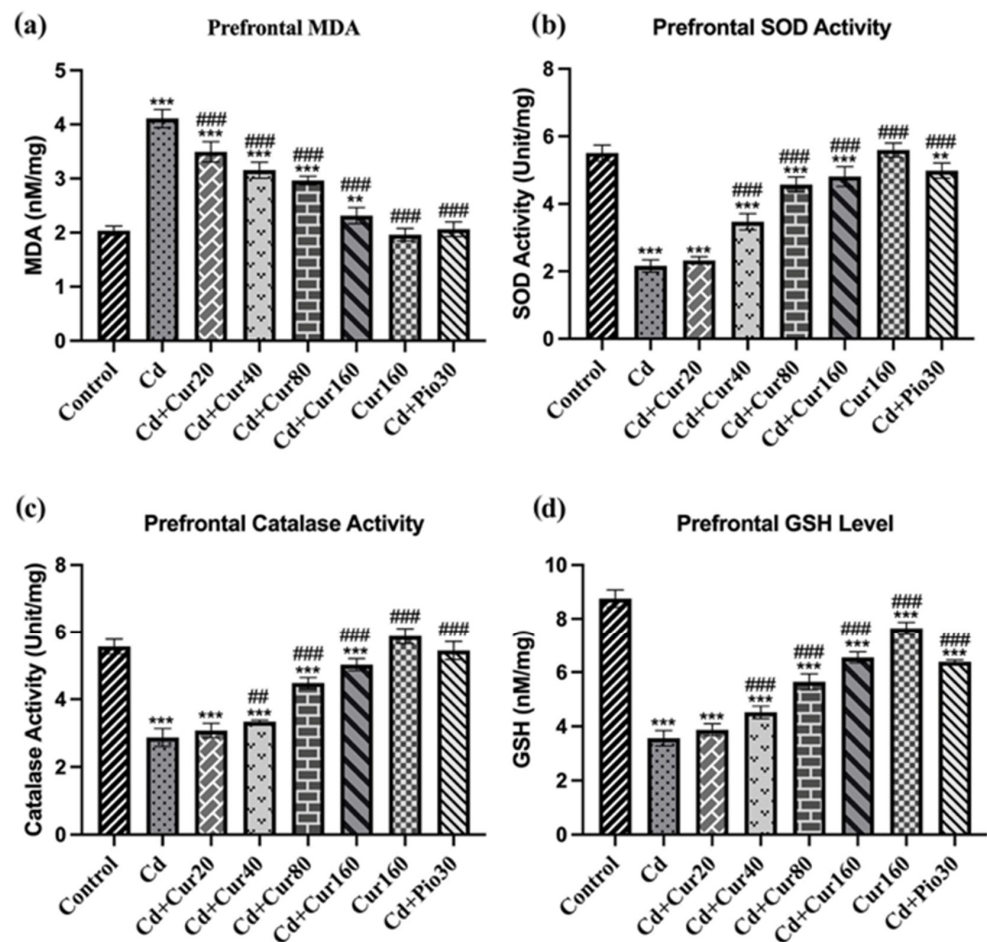 (a)
Prefrontal MDA
MDA (nM/mg)
5
4
3
2
1
0
***
###
***
###
***
###
***
###
**
###
###
Control
Cd
Cd+Cur20
Cd+Cur40
Cd+Cur80
Cd+Cur160
Cur160
Cd+Pio30
(b)
Prefrontal SOD Activity
SOD Activity (Unit/mg)
8
6
4
2
0
***
***
###
***
###
***
###
***
###
###
**
Control
Cd
Cd+Cur20
Cd+Cur40
Cd+Cur80
Cd+Cur160
Cur160
Cd+Pio30
(c)
Prefrontal Catalase Activity
Catalase Activity (Unit/mg)
8
6
4
2
0
***
***
##
***
###
***
###
***
###
###
Control
Cd
Cd+Cur20
Cd+Cur40
Cd+Cur80
Cd+Cur160
Cur160
Cd+Pio30
(d)
Prefrontal GSH Level
GSH (nM/mg)
10
8
6
4
2
0
***
***
###
***
###
***
###
***
###
***
###
***
Control
Cd
Cd+Cur20
Cd+Cur40
Cd+Cur80
Cd+Cur160
Cur160
Cd+Pio30